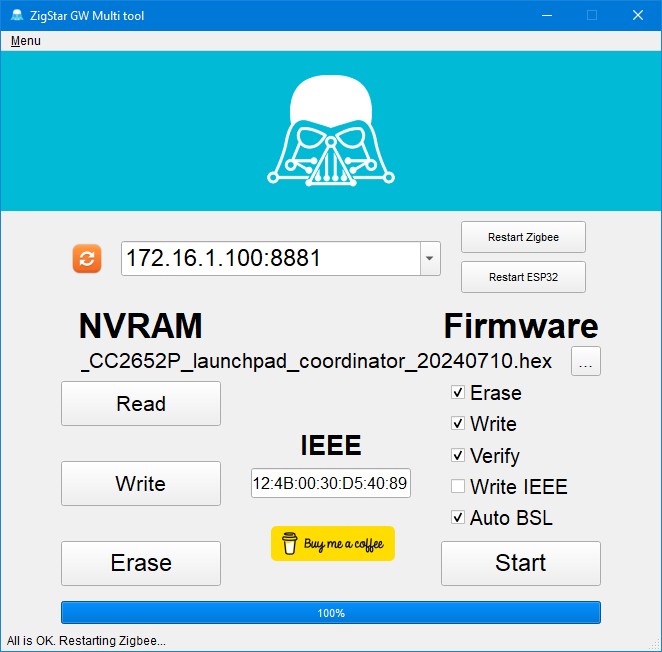 ZigStar GW Multi tool
Menu
172.16.1.100:8881
Restart Zigbee
Restart ESP32
NVRAM
Firmware
_CC2652P_launchpad_coordinator_20240710.hex
...
Read
Erase
Write
Verify
Write IEEE
Auto BSL
IEEE
12:4B:00:30:D5:40:89
Write
Buy me a coffee
Erase
Start
100%
All is OK. Restarting Zigbee...